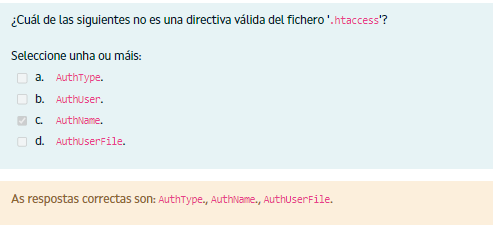 ¿Cuál de las siguientes no es una directiva válida del fichero '.htaccess'?
Seleccione unha ou máis:
a. AuthType.
b. AuthUser.
c. AuthName.
d. AuthUserFile.
As respostas correctas son: AuthType., AuthName., AuthUserFile.